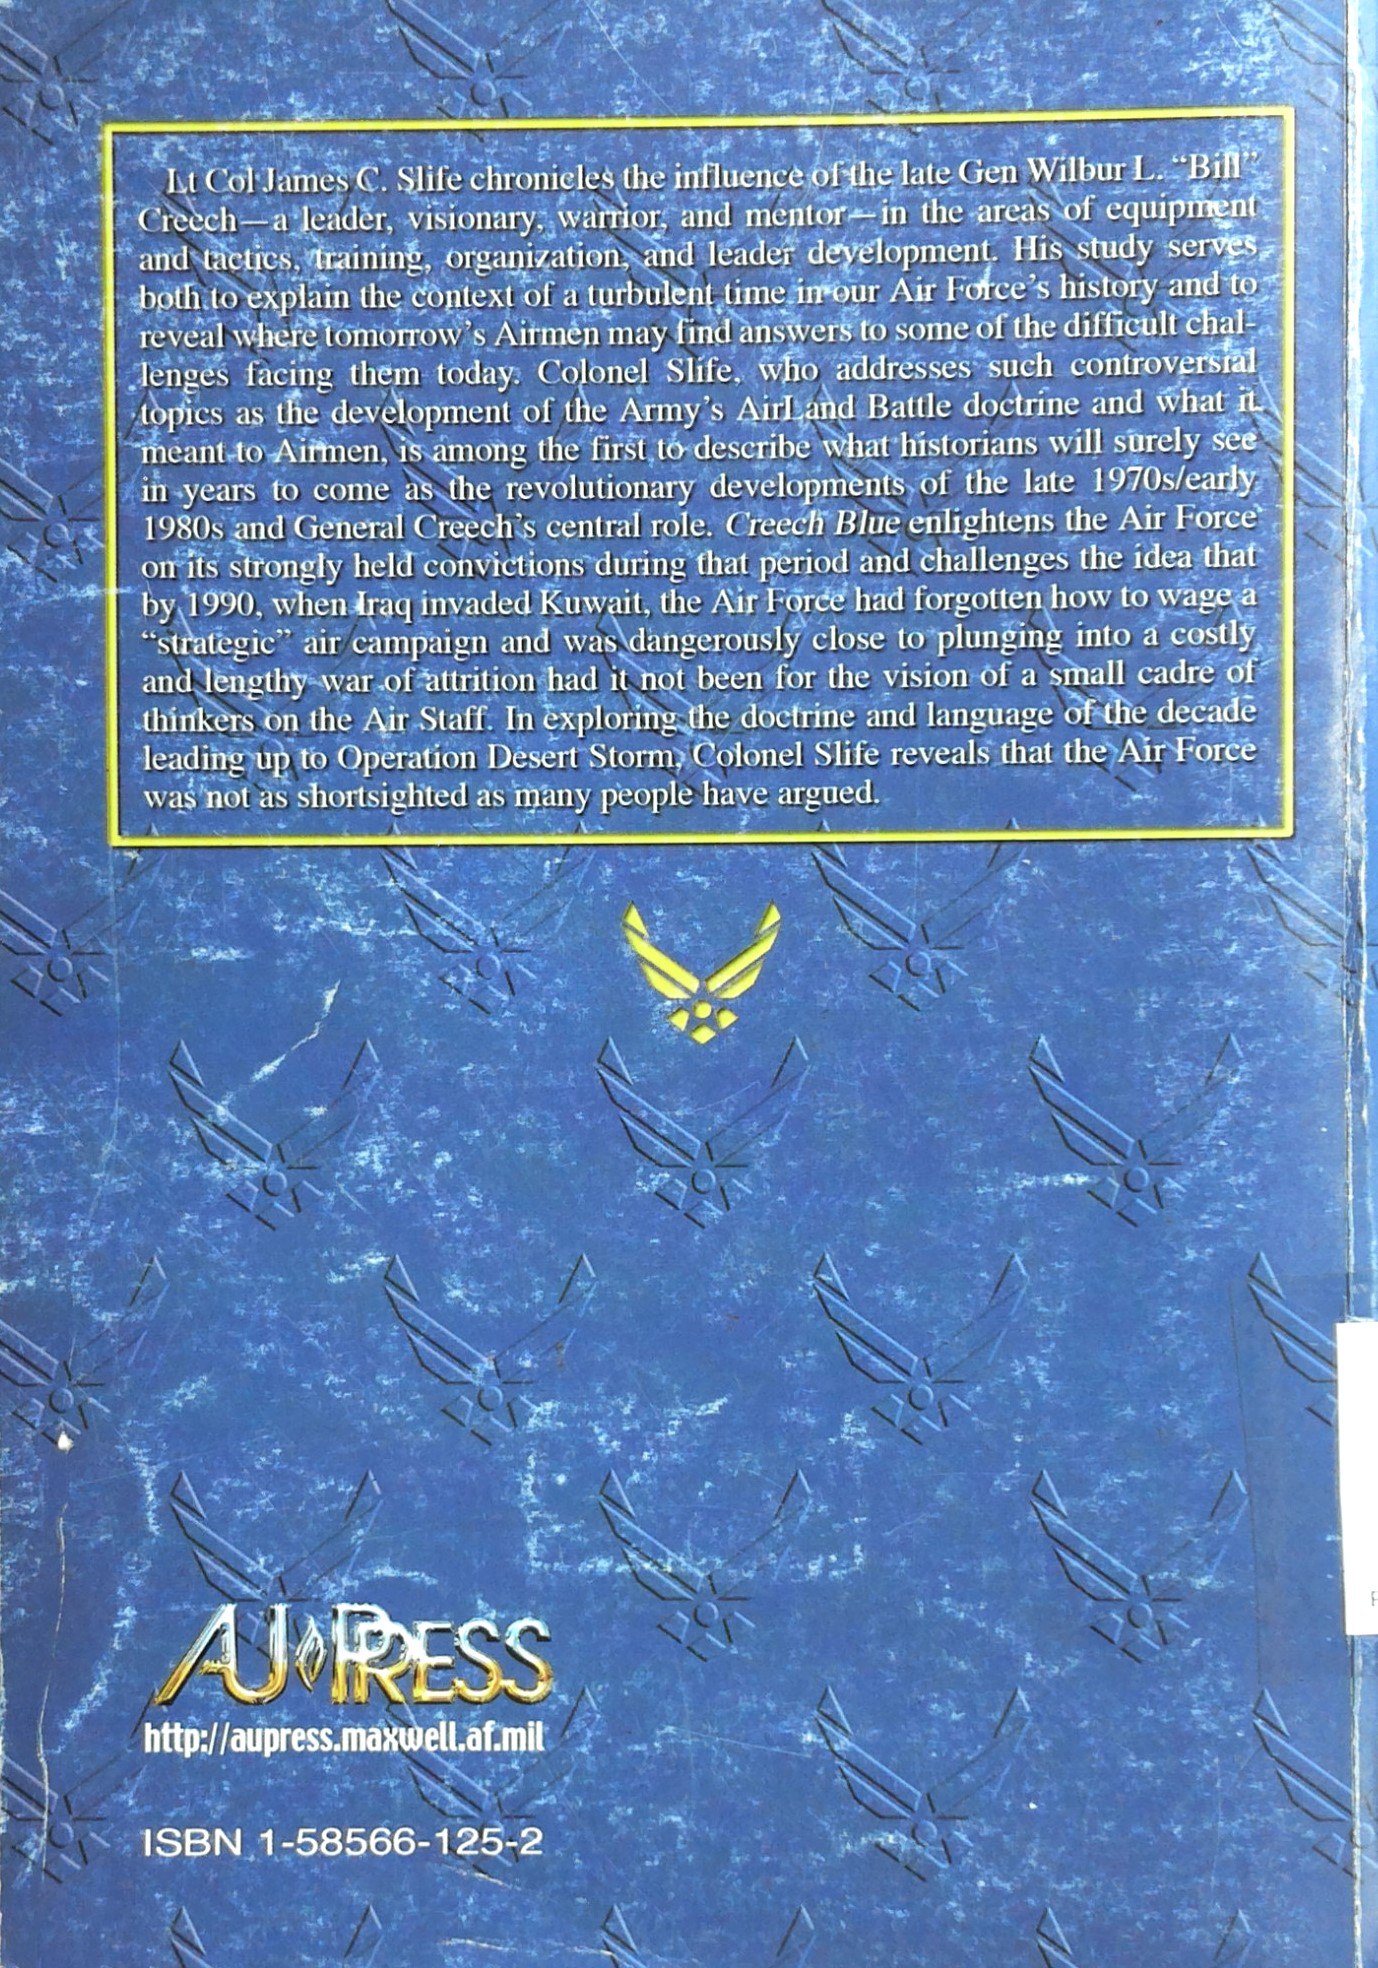 Lt Col James C. Slife chronicles the influence of the late Gen Wilbur L. “Bill”
Creech—a leader, visionary, warrior, and mentor—in the areas of equipment
and tactics, training, organization, and leader development. His study serves
both to explain the context of a turbulent time in our Air Force’s history and to
reveal where tomorrow’s Airmen may find answers to some of the difficult chal-
lenges facing them today. Colonel Slife, who addresses such controversial
topics as the development of the Army’s AirLand Battle doctrine and what it
meant to Airmen, is among the first to describe what historians will surely see
in years to come as the revolutionary developments of the late 1970s/early
1980s and General Creech’s central role. Creech Blue enlightens the Air Force
on its strongly held convictions during that period and challenges the idea that
by 1990, when Iraq invaded Kuwait, the Air Force had forgotten how to wage a
“strategic” air campaign and was dangerously close to plunging into a costly
and lengthy war of attrition had it not been for the vision of a small cadre of
thinkers on the Air Staff. In exploring the doctrine and language of the decade
leading up to Operation Desert Storm, Colonel Slife reveals that the Air Force
was not as shortsighted as many people have argued.
AU PRESS
http://aupress.maxwell.af.mil
ISBN 1-58566-125-2